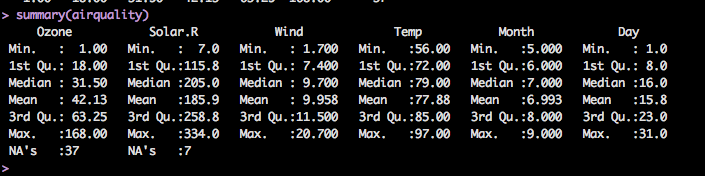 > summary(airquality)
     Ozone           Solar.R           Wind             Temp           Month            Day      
 Min.   :  1.00   Min.   :  7.0   Min.   : 1.700   Min.   :56.00   Min.   :5.000   Min.   : 1.0  
 1st Qu.: 18.00   1st Qu.:115.8   1st Qu.: 7.400   1st Qu.:72.00   1st Qu.:6.000   1st Qu.: 8.0  
 Median : 31.50   Median :205.0   Median : 9.700   Median :79.00   Median :7.000   Median :16.0  
 Mean   : 42.13   Mean   :185.9   Mean   : 9.958   Mean   :77.88   Mean   :6.993   Mean   :15.8  
 3rd Qu.: 63.25   3rd Qu.:258.8   3rd Qu.:11.500   3rd Qu.:85.00   3rd Qu.:8.000   3rd Qu.:23.0  
 Max.   :168.00   Max.   :334.0   Max.   :20.700   Max.   :97.00   Max.   :9.000   Max.   :31.0  
 NA's   :37       NA's   :7
>